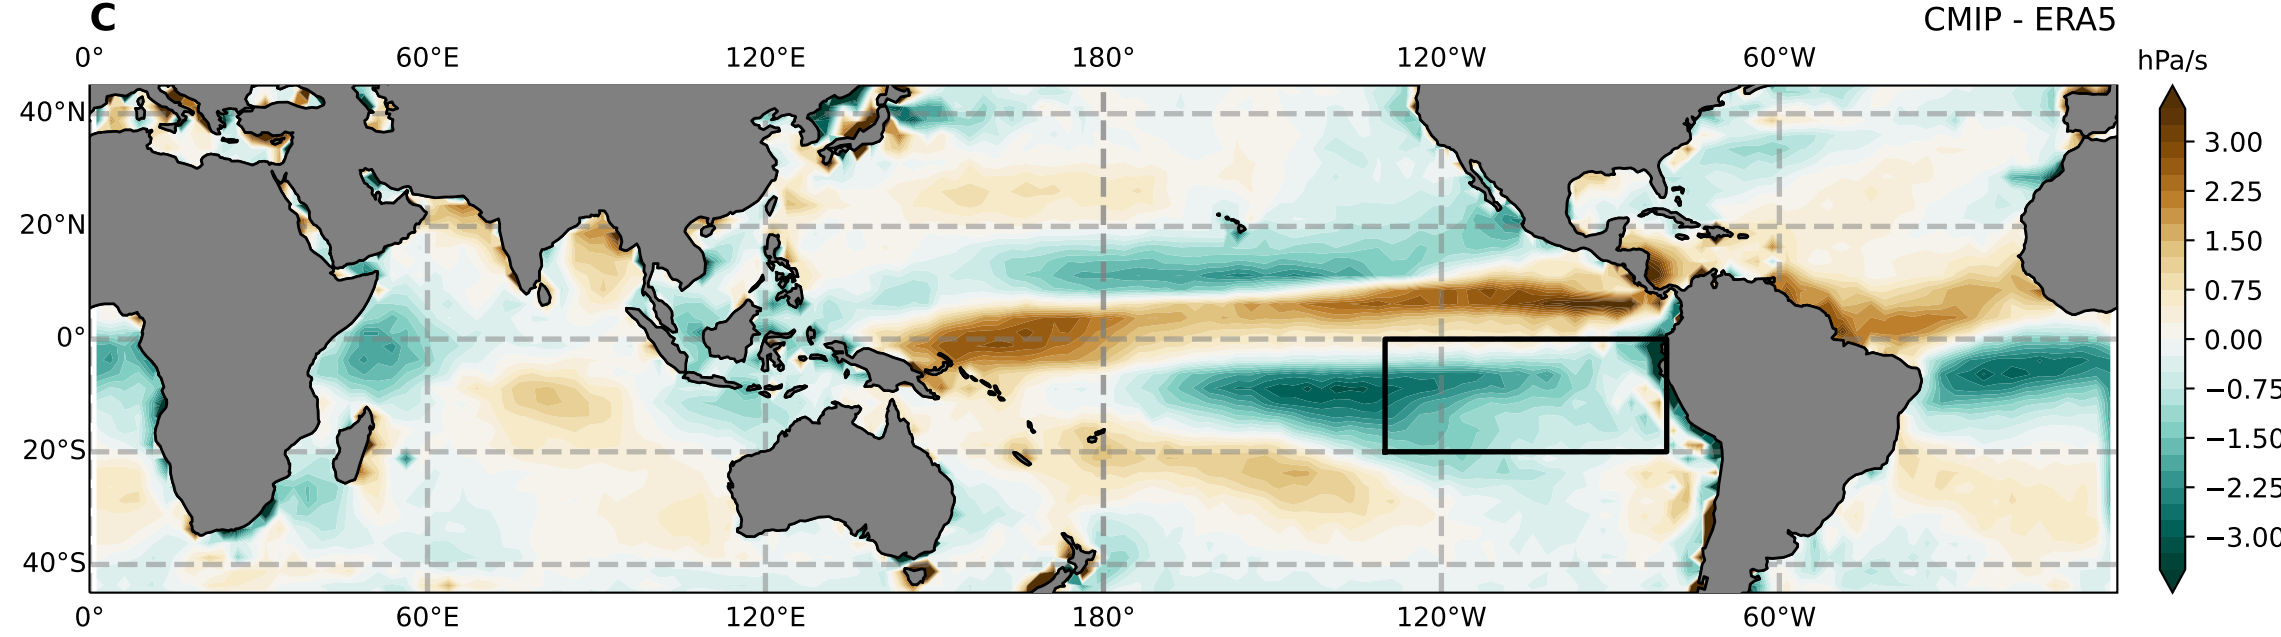 C CMIP - ERA5
0° 60°E 120°E 180° 120°W 60°W
hPa/s
40°N
20°N
0°
20°S
40°S
3.00
2.25
1.50
0.75
0.00
−0.75
−1.50
−2.25
−3.00
0° 60°E 120°E 180° 120°W 60°W